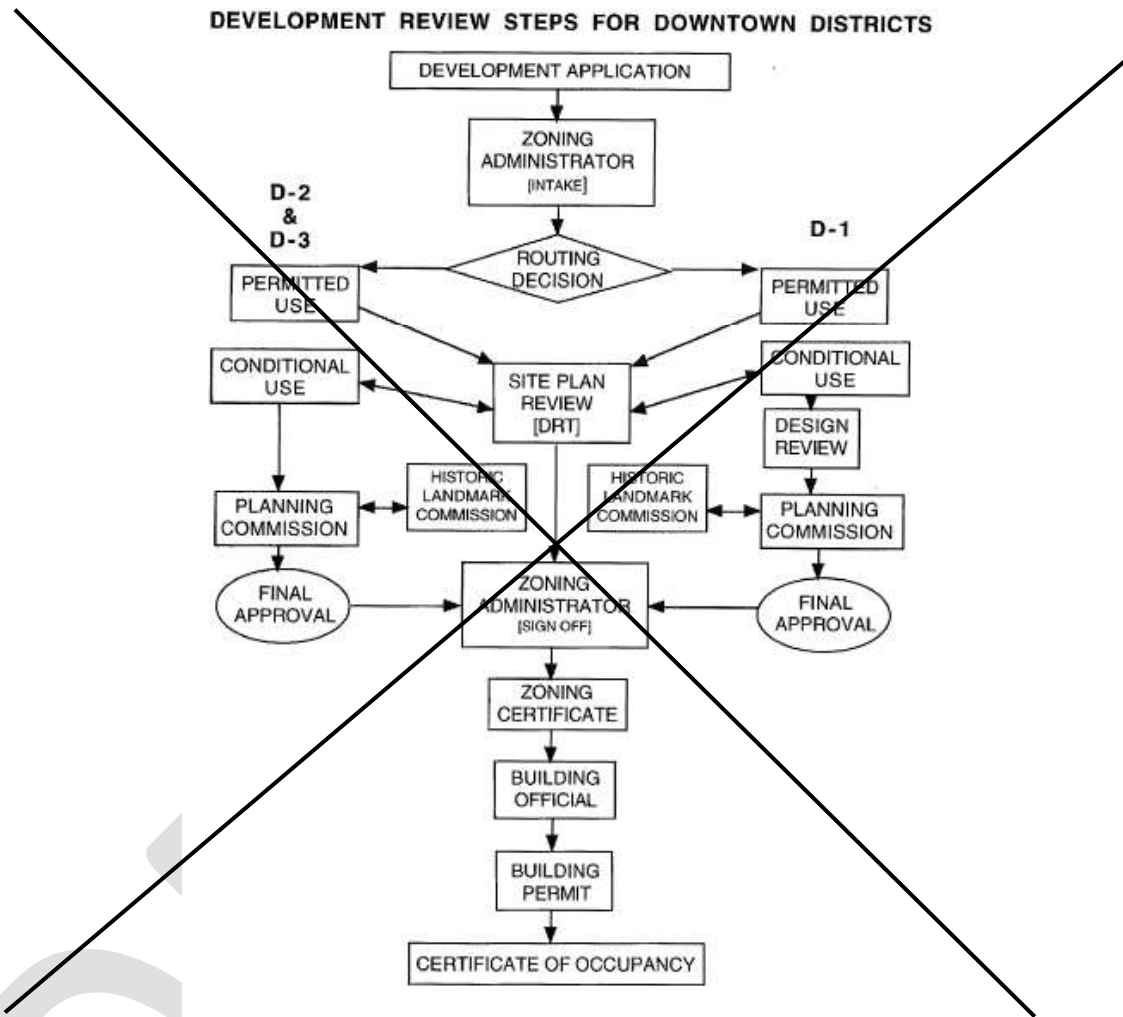 DEVELOPMENT REVIEW STEPS FOR DOWNTOWN DISTRICTS
DEVELOPMENT APPLICATION
ZONING
ADMINISTRATOR
[INTAKE]
D-2
&
D-3
D-1
ROUTING
DECISION
PERMITTED
USE
PERMITTED
USE
CONDITIONAL
USE
SITE PLAN
REVIEW
[DRT]
CONDITIONAL
USE
DESIGN
REVIEW
PLANNING
COMMISSION
HISTORIC
LANDMARK
COMMISSION
HISTORIC
LANDMARK
COMMISSION
PLANNING
COMMISSION
FINAL
APPROVAL
ZONING
ADMINISTRATOR
[SIGN OFF]
FINAL
APPROVAL
ZONING
CERTIFICATE
BUILDING
OFFICIAL
BUILDING
PERMIT
CERTIFICATE OF OCCUPANCY